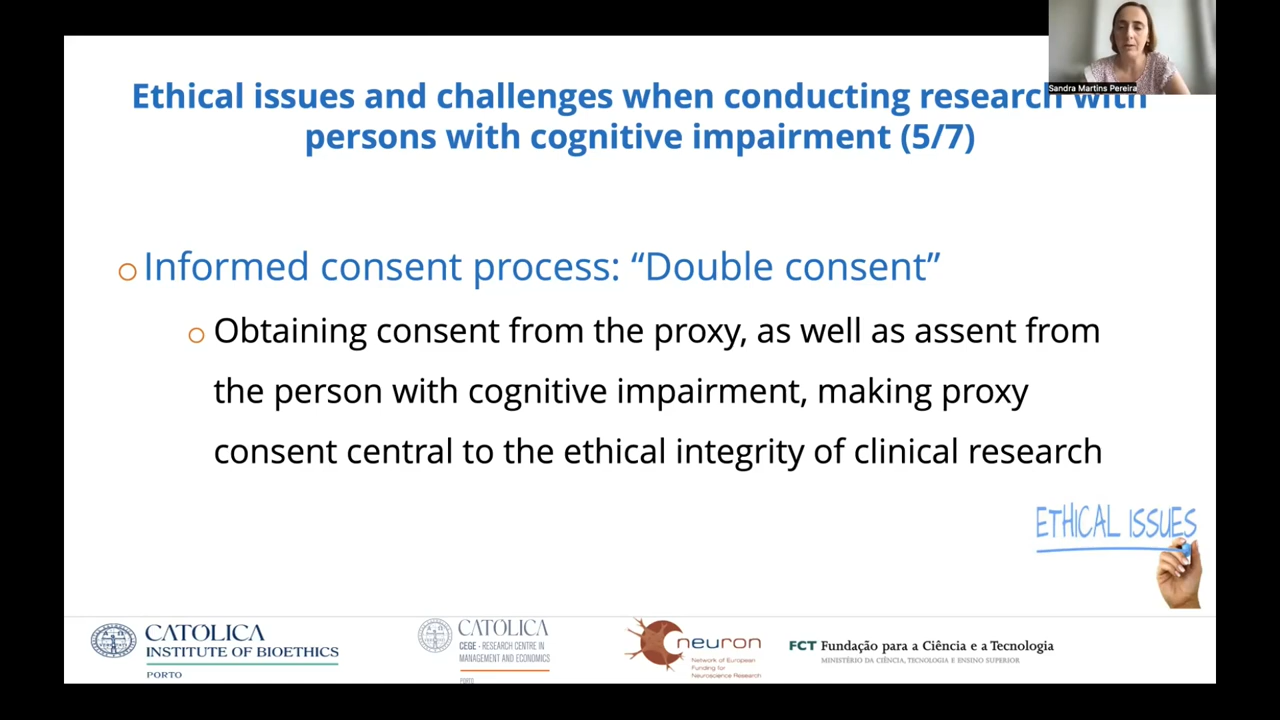 Sandra Martins Pereira
Ethical issues and challenges when conducting research with
persons with cognitive impairment (5/7)
Informed consent process: “Double consent”
Obtaining consent from the proxy, as well as assent from
the person with cognitive impairment, making proxy
consent central to the ethical integrity of clinical research
ETHICAL ISSUES
CATOLICA
INSTITUTE OF BIOETHICS
PORTO
CATOLICA
CEGE - RESEARCH CENTRE IN
MANAGEMENT AND ECONOMICS
PORTO
neuron
Network of European
Funding for
Neuroscience Research
FCT Fundação para a Ciência e a Tecnologia
MINISTÉRIO DA CIÊNCIA, TECNOLOGIA E ENSINO SUPERIOR